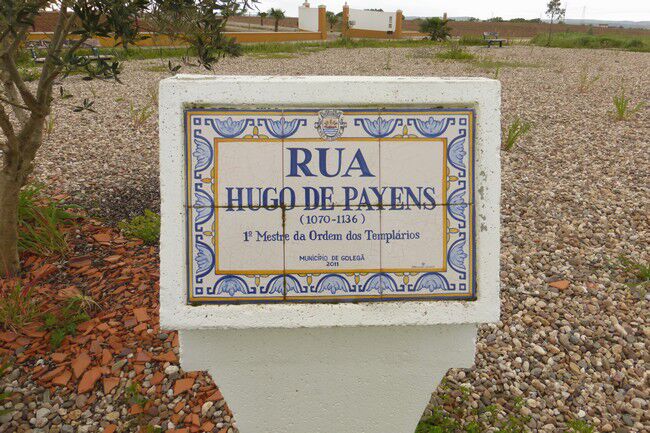 RUA
HUGO DE PAYENS
(1070-1136)
1º Mestre da Ordem dos Templários
MUNICÍPIO DE GOLEGÃ
2011